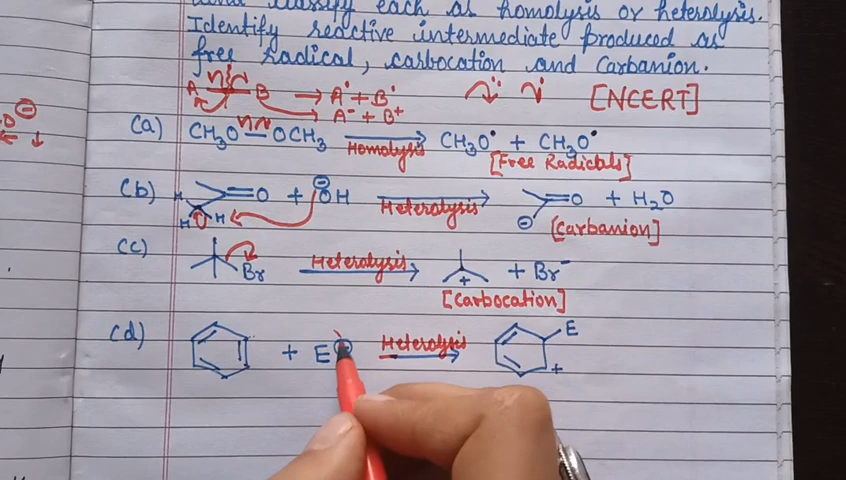 and classify each as homolysis or heterolysis.
Identify reactive intermediate produced as
free radical, carbocation and Carbanion.
A B → A• + B• [NCERT]
A⁻ + B⁺
(a) CH₃O — OCH₃ Homolysis CH₃O• + CH₃O•
[Free Radicals]
(b) H =O + ⊖OH Heterolysis =O + H₂O
H H ⊖ [Carbanion]
(c) Br Heterolysis + + Br⁻
[Carbocation]
(d) + E⊕ Heterolysis E
+